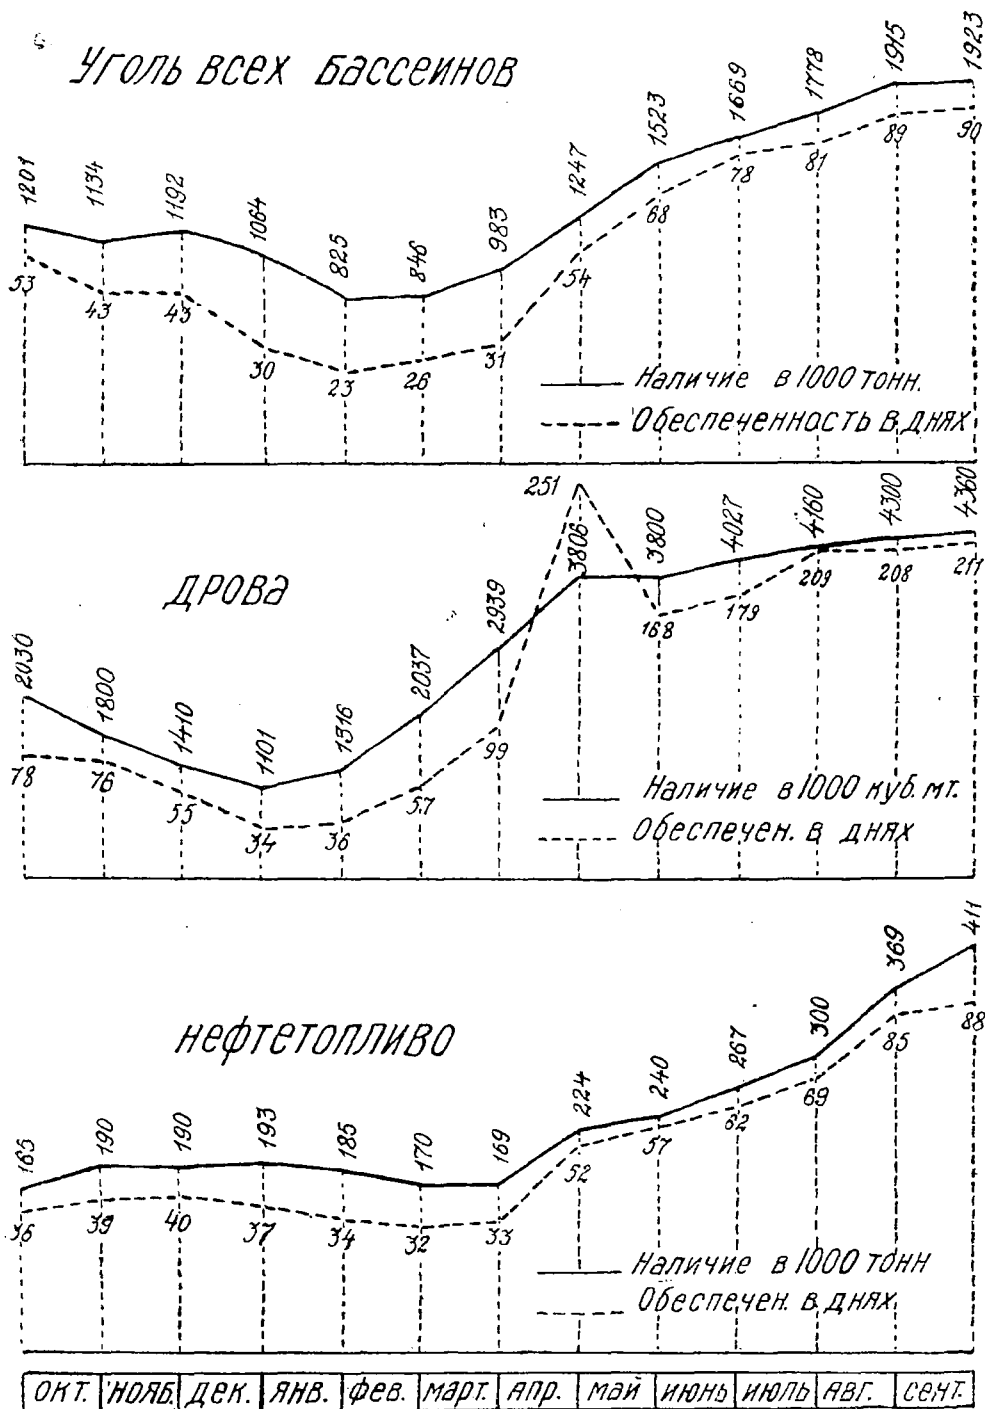 Уголь всех бассеинов
1201 1134 1192 1064 825 846 983 1247 1523 1669 1778 1915 1923
53 43 43 30 23 26 31 54 68 78 81 89 90
Наличие в 1000 тонн.
Обеспеченность в днях
Дрова
2030 1800 1410 1101 1316 2037 2939 3806 3800 4027 4160 4300 4360
78 76 55 34 36 57 99 251 168 179 209 208 211
Наличие в 1000 куб. мт.
Обеспечен. в днях
Нефтетопливо
165 190 190 193 185 170 169 224 240 267 300 369 411
36 39 40 37 34 32 33 52 57 62 69 85 88
Наличие в 1000 тонн
Обеспечен. в днях
окт. нояб. дек. янв. фев. март. апр. май июнь июль авг. сент.